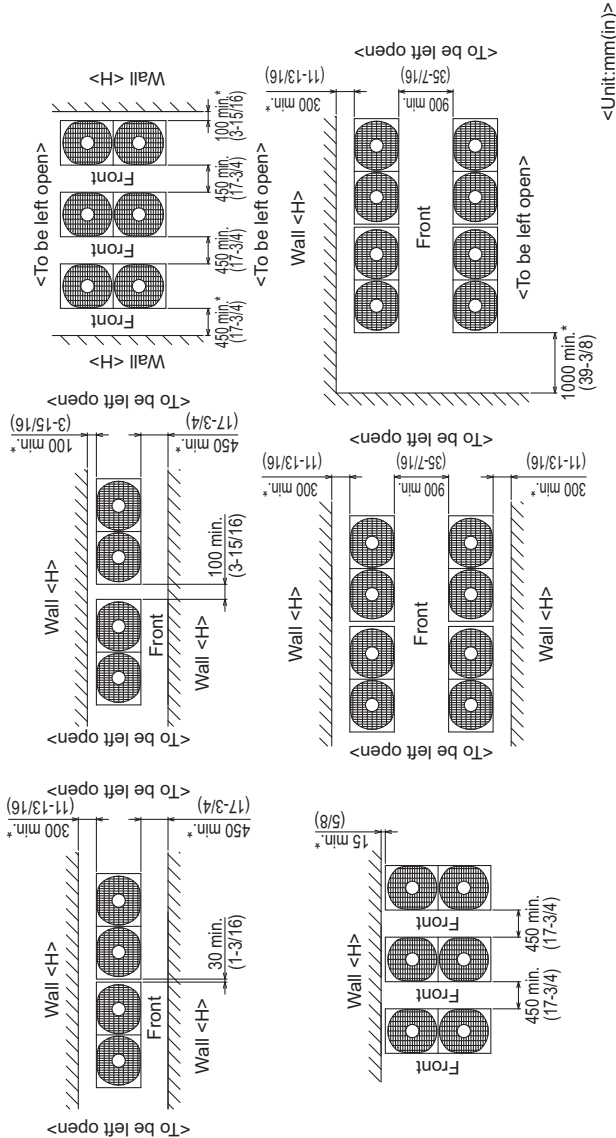 <To be left open>
Wall <H>
Wall <H>
Front
Front
Front
450 min.*
(17-3/4)
450 min.
(17-3/4)
450 min.
(17-3/4)
100 min.*
(3-15/16)
<To be left open>
<To be left open>
Wall <H>
100 min.*
(3-15/16)
Front
Wall <H>
450 min.*
(17-3/4)
100 min.
(3-15/16)
<To be left open>
<To be left open>
Wall <H>
300 min.*
(11-13/16)
Front
Wall <H>
450 min.*
(17-3/4)
30 min.
(1-3/16)
<To be left open>
Wall <H>
300 min.*
(11-13/16)
900 min.
(35-7/16)
Front
<To be left open>
<To be left open>
1000 min.*
(39-3/8)
<To be left open>
Wall <H>
300 min.*
(11-13/16)
900 min.
(35-7/16)
Front
300 min.*
(11-13/16)
Wall <H>
<To be left open>
Wall <H>
15 min.*
(5/8)
Front
Front
Front
450 min.
(17-3/4)
450 min.
(17-3/4)
<Unit:mm(in)>